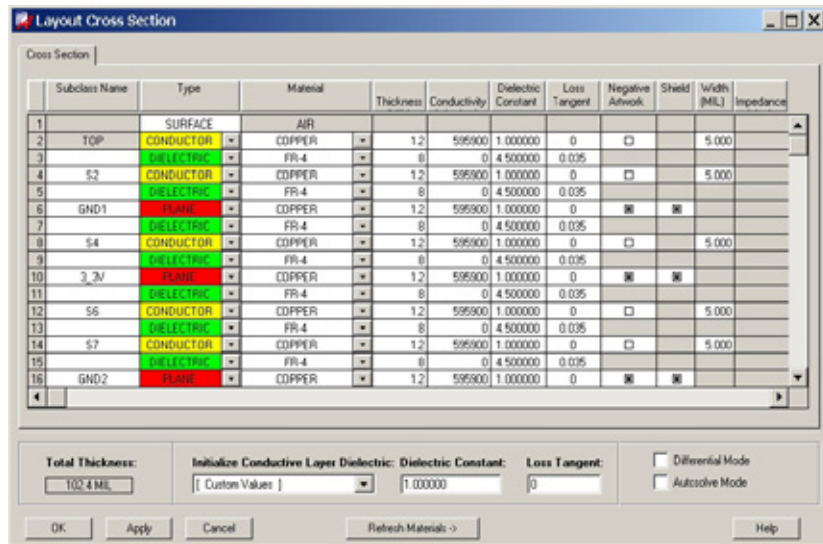 Layout Cross Section
Cross Section
Subclass Name Type Material Thickness Conductivity Dielectric Constant Loss Tangent Negative Artwork Shield Width (MIL) Impedance
1 SURFACE AIR
2 TOP CONDUCTOR COPPER 1.2 595900 1.000000 0 5.000
3 DIELECTRIC FR-4 8 0 4.500000 0.035
4 S2 CONDUCTOR COPPER 1.2 595900 1.000000 0 5.000
5 DIELECTRIC FR-4 8 0 4.500000 0.035
6 GND1 PLANE COPPER 1.2 595900 1.000000 0
7 DIELECTRIC FR-4 8 0 4.500000 0.035
8 S4 CONDUCTOR COPPER 1.2 595900 1.000000 0 5.000
9 DIELECTRIC FR-4 8 0 4.500000 0.035
10 3_3V PLANE COPPER 1.2 595900 1.000000 0
11 DIELECTRIC FR-4 8 0 4.500000 0.035
12 S6 CONDUCTOR COPPER 1.2 595900 1.000000 0 5.000
13 DIELECTRIC FR-4 8 0 4.500000 0.035
14 S7 CONDUCTOR COPPER 1.2 595900 1.000000 0 5.000
15 DIELECTRIC FR-4 8 0 4.500000 0.035
16 GND2 PLANE COPPER 1.2 595900 1.000000 0
Total Thickness: Initialize Conductive Layer Dielectric: Dielectric Constant: Loss Tangent: Differential Mode
102.4 MIL [ Custom Values ] 1.000000 0 Autosolve Mode
OK Apply Cancel Refresh Materials -> Help